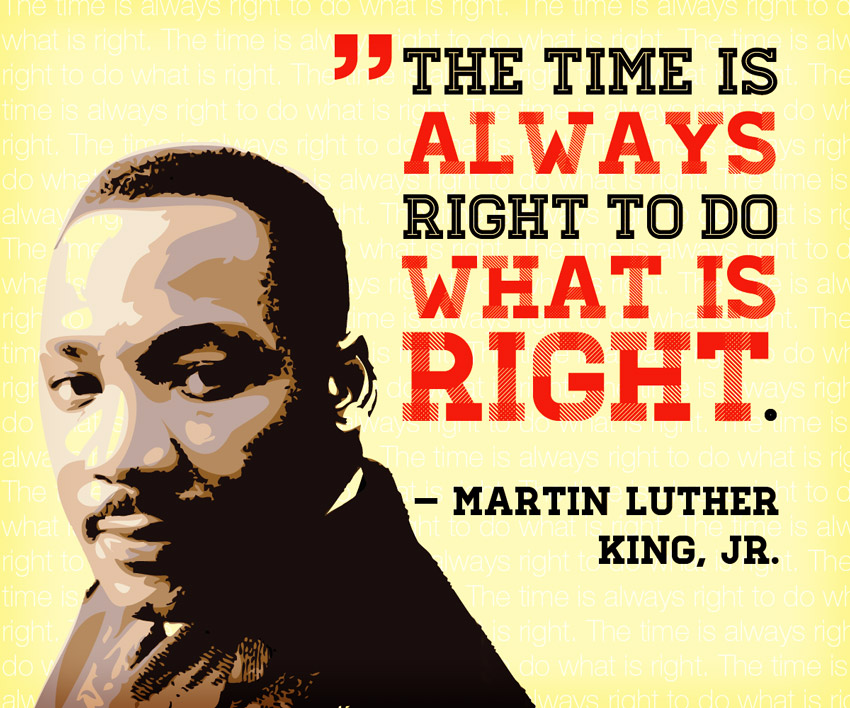 ”THE TIME IS
ALWAYS
RIGHT TO DO
WHAT IS
RIGHT.
– MARTIN LUTHER
KING, JR.